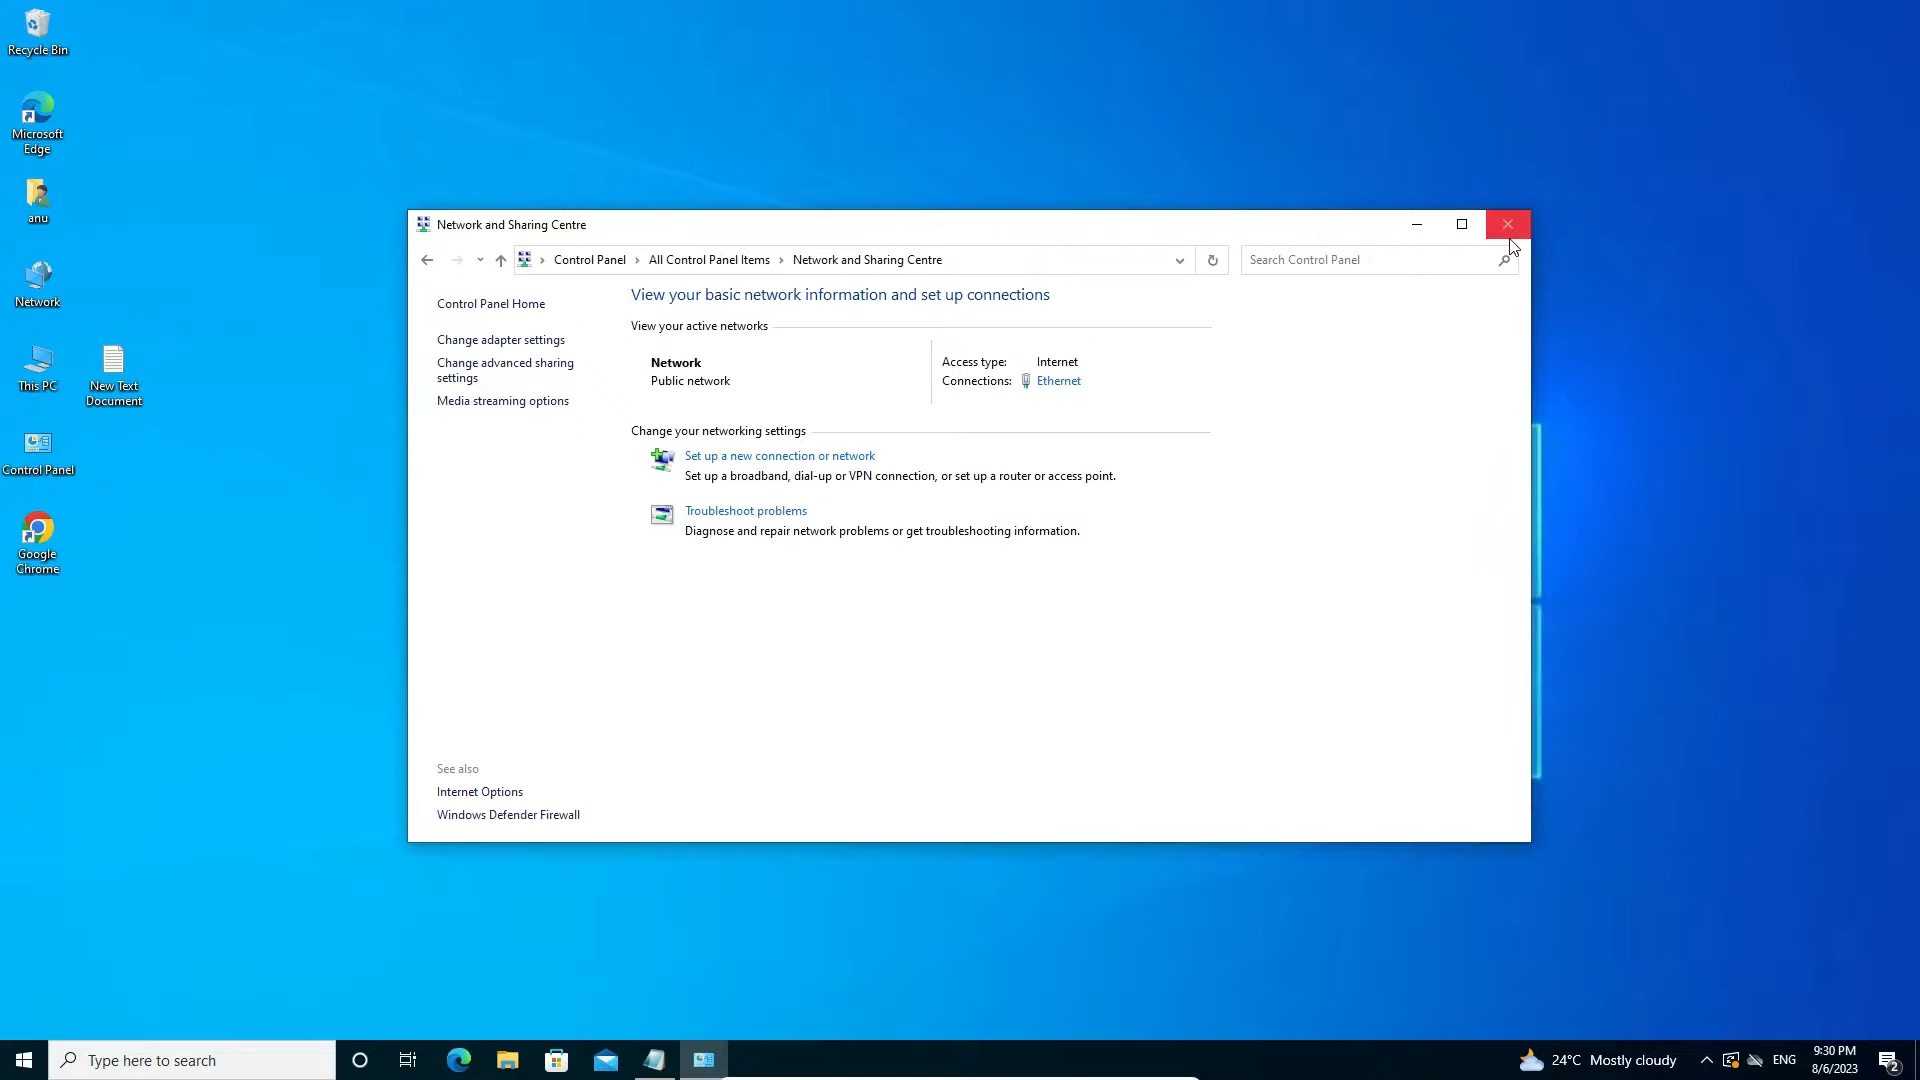 Recycle Bin
Microsoft
Edge
anu
Network
This PC
New Text
Document
Control Panel
Google
Chrome
Network and Sharing Centre
Control Panel
All Control Panel Items
Network and Sharing Centre
Search Control Panel
Control Panel Home
Change adapter settings
Change advanced sharing
settings
Media streaming options
View your basic network information and set up connections
View your active networks
Network
Public network
Access type: Internet
Connections: Ethernet
Change your networking settings
Set up a new connection or network
Set up a broadband, dial-up or VPN connection, or set up a router or access point.
Troubleshoot problems
Diagnose and repair network problems or get troubleshooting information.
See also
Internet Options
Windows Defender Firewall
Type here to search
24°C Mostly cloudy
ENG
9:30 PM
8/6/2023
2